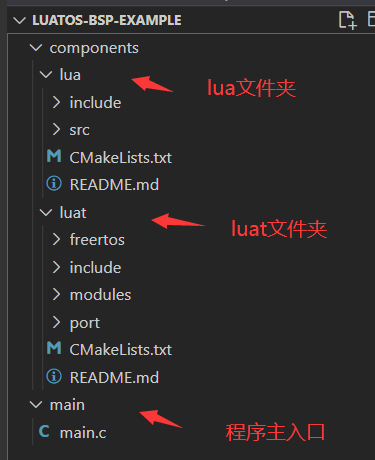 LUATOS-BSP-EXAMPLE
components
lua
lua文件夹
include
src
CMakeLists.txt
README.md
luat
luat文件夹
freertos
include
modules
port
CMakeLists.txt
README.md
main
程序主入口
main.c